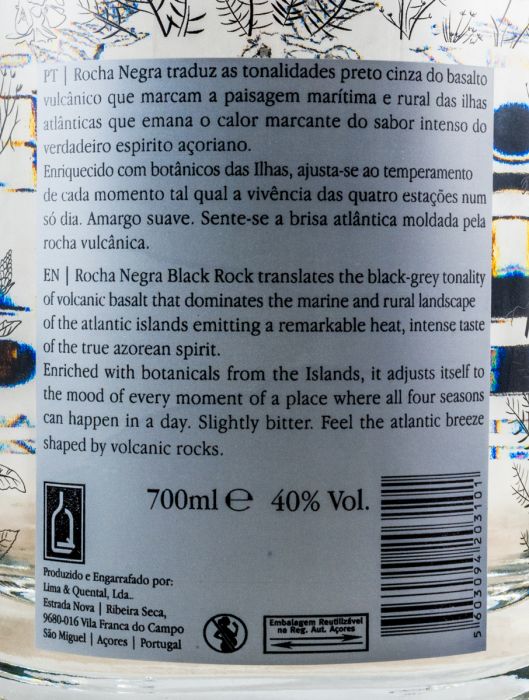 PT | Rocha Negra traduz as tonalidades preto cinza do basalto
vulcânico que marcam a paisagem marítima e rural das ilhas
atlânticas que emana o calor marcante do sabor intenso do
verdadeiro espirito açoriano.
Enriquecido com botânicos das Ilhas, ajusta-se ao temperamento
de cada momento tal qual a vivência das quatro estações num
só dia. Amargo suave. Sente-se a brisa atlântica moldada pela
rocha vulcânica.
EN | Rocha Negra Black Rock translates the black-grey tonality
of volcanic basalt that dominates the marine and rural landscape
of the atlantic islands emitting a remarkable heat, intense taste
of the true azorean spirit.
Enriched with botanicals from the Islands, it adjusts itself to
the mood of every moment of a place where all four seasons
can happen in a day. Slightly bitter. Feel the atlantic breeze
shaped by volcanic rocks.
700ml ℮ 40% Vol.
Produzido e Engarrafado por:
Lima & Quental, Lda..
Estrada Nova | Ribeira Seca,
9680-016 Vila Franca do Campo
São Miguel | Açores | Portugal
Embalagem Reutilizável
na Reg. Aut. Açores
5 603094 203101